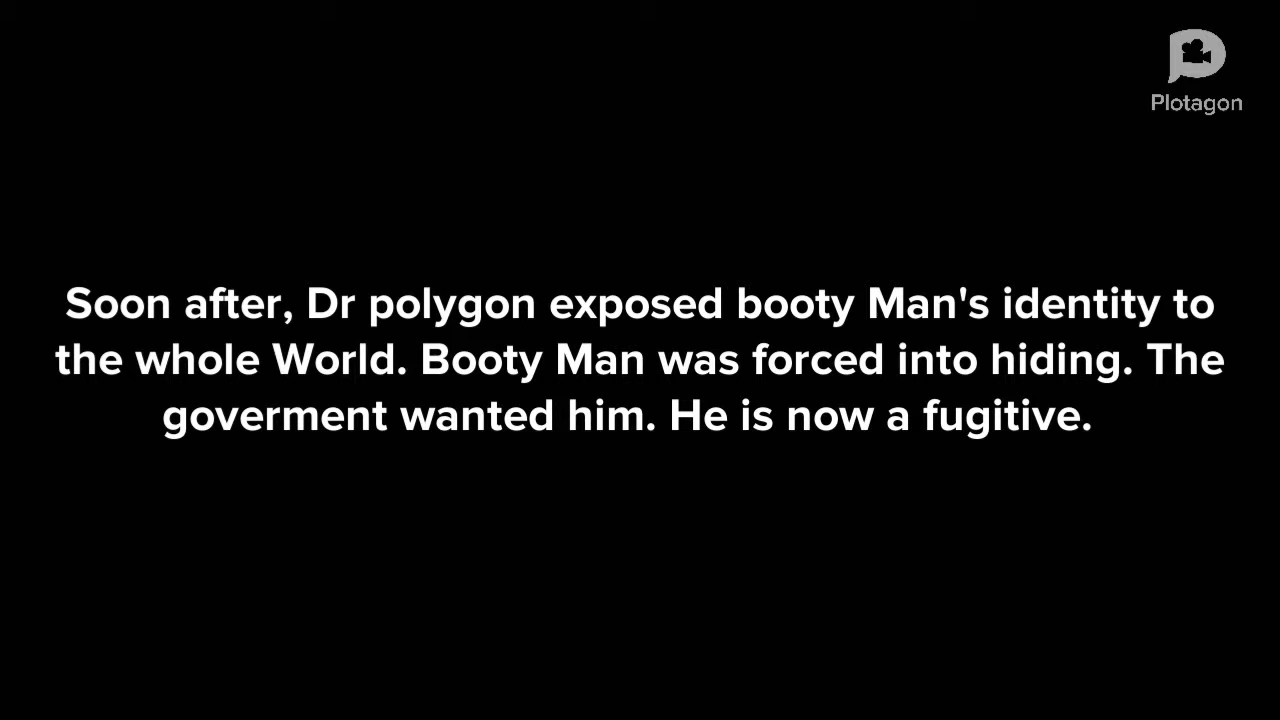 Plotagon
Soon after, Dr polygon exposed booty Man's identity to
the whole World. Booty Man was forced into hiding. The
goverment wanted him. He is now a fugitive.